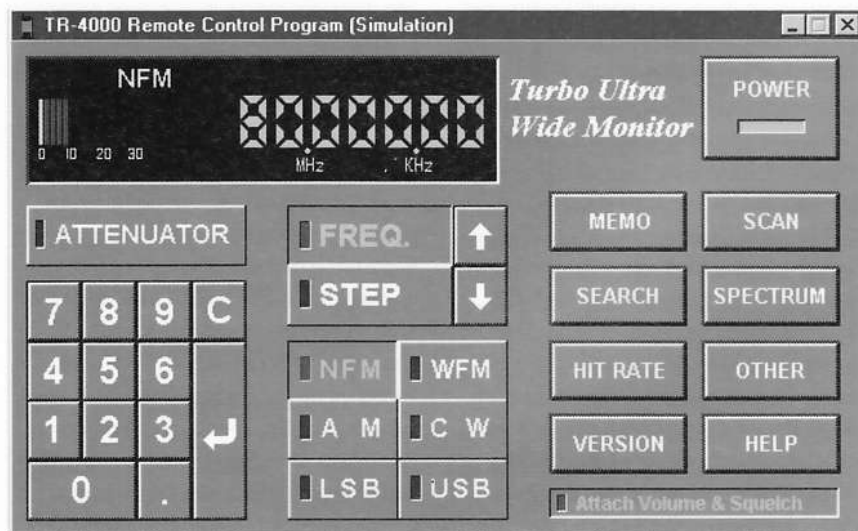 TR-4000 Remote Control Program (Simulation)
NFM
8000000
0 10 20 30
MHz
KHz
Turbo Ultra
Wide Monitor
POWER
ATTENUATOR
FREQ.
STEP
MEMO
SCAN
SEARCH
SPECTRUM
7 8 9 C
4 5 6
1 2 3
0 .
NFM
WFM
A M
C W
LSB
USB
HIT RATE
OTHER
VERSION
HELP
Attach Volume & Squelch